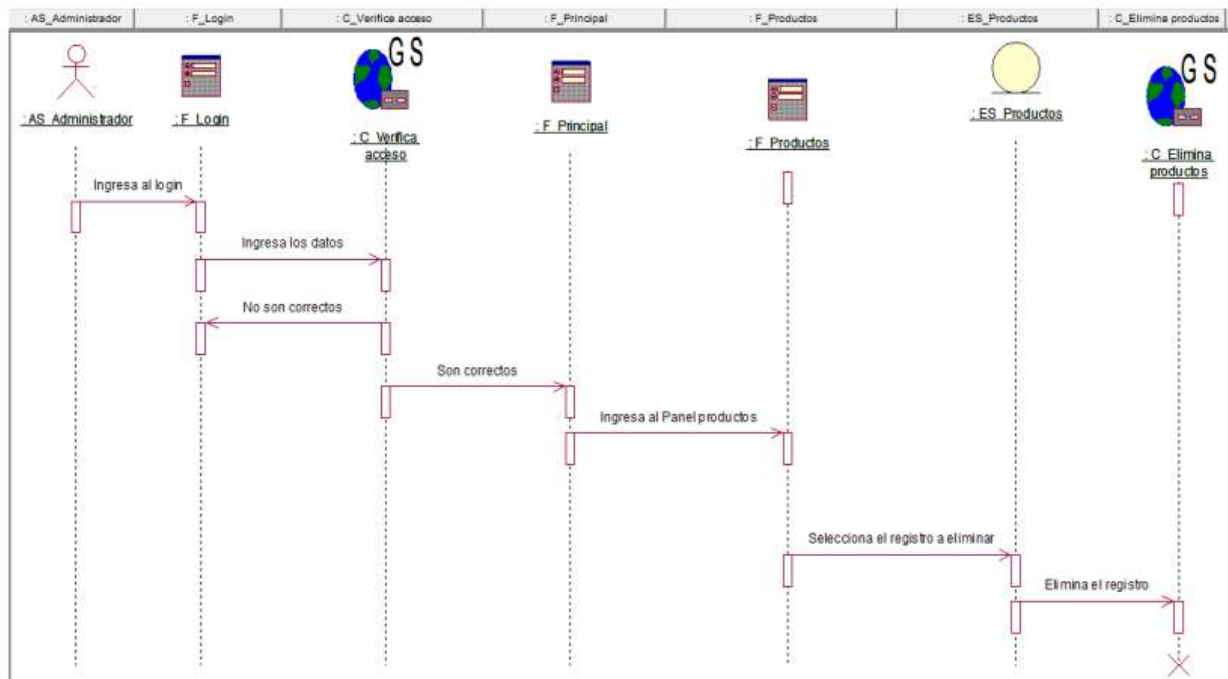 : AS_Administrador : F_Login : C_Verifica acceso : F_Principal : F_Productos : ES_Productos : C_Elimina productos
GS
GS
: AS_Administrador
: F_Login
: C_Verifica
acceso
: F_Principal
: F_Productos
: ES_Productos
: C_Elimina
productos
Ingresa al login
Ingresa los datos
No son correctos
Son correctos
Ingresa al Panel productos
Selecciona el registro a eliminar
Elimina el registro